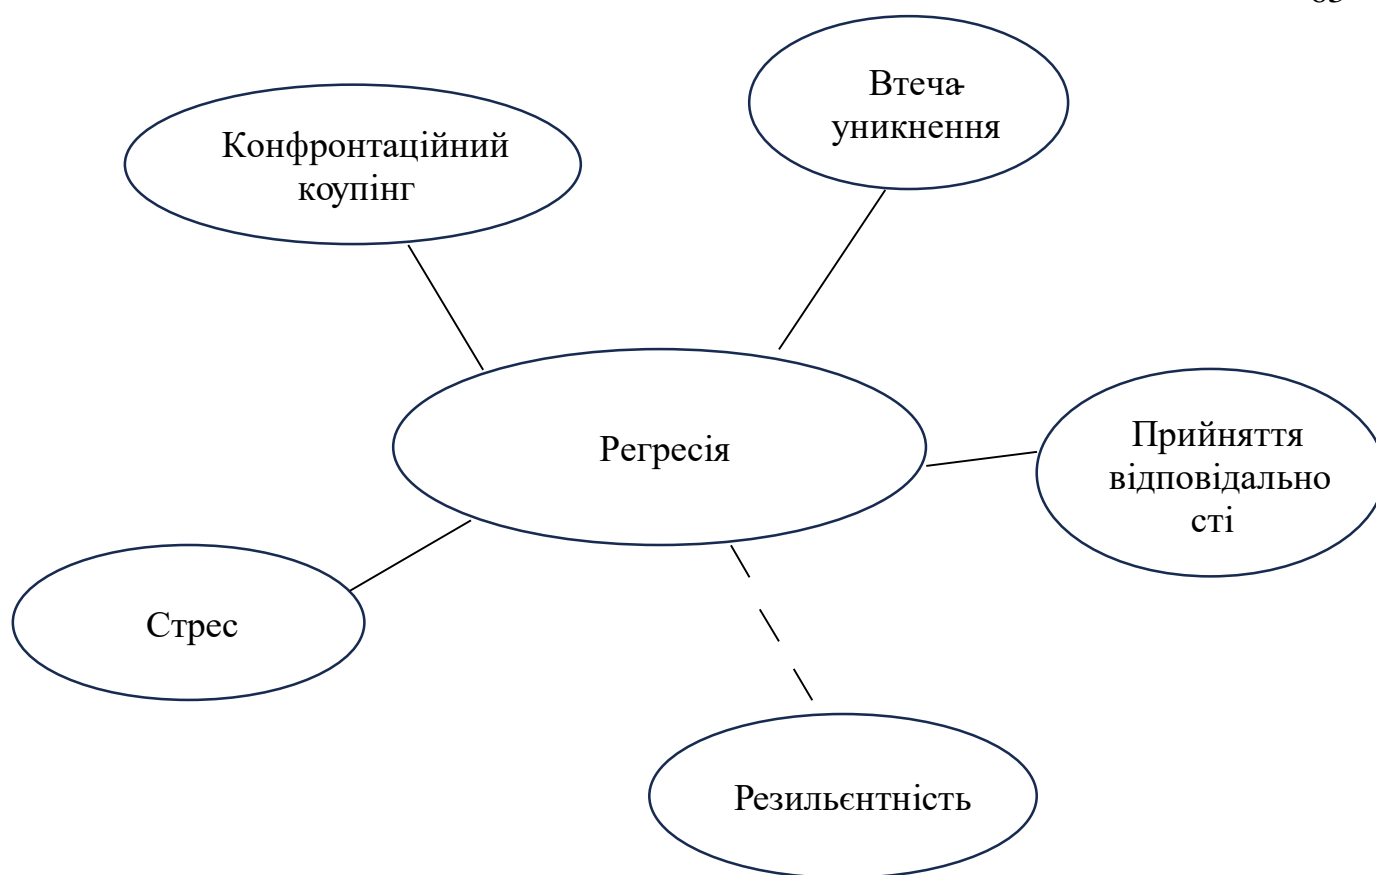 Втеча-
уникнення
Конфронтаційний
коупінг
Регресія
Прийняття
відповідально
сті
Стрес
Резильєнтність